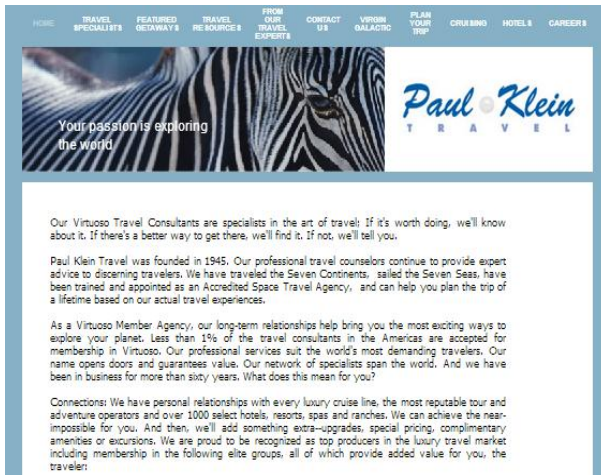 HOME TRAVEL SPECIALISTS FEATURED GETAWAYS TRAVEL RESOURCES FROM OUR TRAVEL EXPERTS CONTACT US VIRGIN GALACTIC PLAN YOUR TRIP CRUISING HOTELS CAREERS
Your passion is exploring
the world
Paul Klein
TRAVEL
Our Virtuoso Travel Consultants are specialists in the art of travel; If it's worth doing, we'll know
about it. If there's a better way to get there, we'll find it. If not, we'll tell you.
Paul Klein Travel was founded in 1945. Our professional travel counselors continue to provide expert
advice to discerning travelers. We have traveled the Seven Continents, sailed the Seven Seas, have
been trained and appointed as an Accredited Space Travel Agency, and can help you plan the trip of
a lifetime based on our actual travel experiences.
As a Virtuoso Member Agency, our long-term relationships help bring you the most exciting ways to
explore your planet. Less than 1% of the travel consultants in the Americas are accepted for
membership in Virtuoso. Our professional services suit the world's most demanding travelers. Our
name opens doors and guarantees value. Our network of specialists span the world. And we have
been in business for more than sixty years. What does this mean for you?
Connections: We have personal relationships with every luxury cruise line, the most reputable tour and
adventure operators and over 1000 select hotels, resorts, spas and ranches. We can achieve the near-
impossible for you. And then, we'll add something extra--upgrades, special pricing, complimentary
amenities or excursions. We are proud to be recognized as top producers in the luxury travel market
including membership in the following elite groups, all of which provide added value for you, the
traveler: